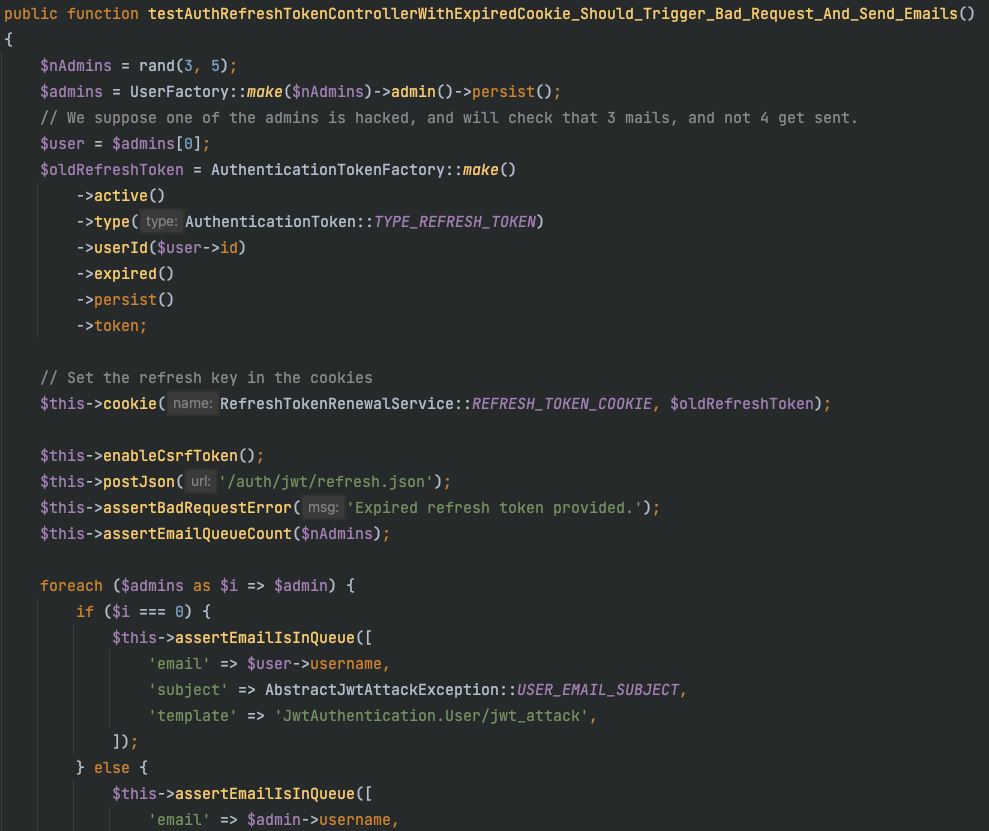 public function testAuthRefreshTokenControllerWithExpiredCookie_Should_Trigger_Bad_Request_And_Send_Emails()
{
    $nAdmins = rand(3, 5);
    $admins = UserFactory::make($nAdmins)->admin()->persist();
    // We suppose one of the admins is hacked, and will check that 3 mails, and not 4 get sent.
    $user = $admins[0];
    $oldRefreshToken = AuthenticationTokenFactory::make()
        ->active()
        ->type( type: AuthenticationToken::TYPE_REFRESH_TOKEN)
        ->userId($user->id)
        ->expired()
        ->persist()
        ->token;

    // Set the refresh key in the cookies
    $this->cookie( name: RefreshTokenRenewalService::REFRESH_TOKEN_COOKIE, $oldRefreshToken);

    $this->enableCsrfToken();
    $this->postJson( url: '/auth/jwt/refresh.json');
    $this->assertBadRequestError( msg: 'Expired refresh token provided.');
    $this->assertEmailQueueCount($nAdmins);

    foreach ($admins as $i => $admin) {
        if ($i === 0) {
            $this->assertEmailIsInQueue([
                'email' => $user->username,
                'subject' => AbstractJwtAttackException::USER_EMAIL_SUBJECT,
                'template' => 'JwtAuthentication.User/jwt_attack',
            ]);
        } else {
            $this->assertEmailIsInQueue([
                'email' => $admin->username,